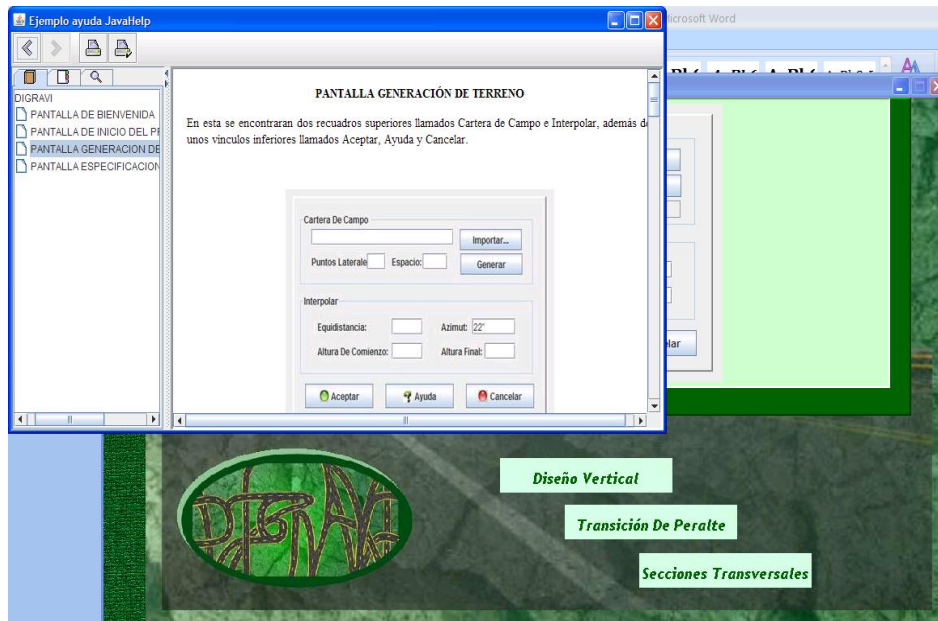 Ejemplo ayuda JavaHelp
Microsoft Word
DIGRAVI
PANTALLA DE BIENVENIDA
PANTALLA DE INICIO DEL
PANTALLA GENERACION DE
PANTALLA ESPECIFICACION
PANTALLA GENERACIÓN DE TERRENO
En esta se encontraran dos recuadros superiores llamados Cartera de Campo e Interpolar, además de
unos vinculos inferiores llamados Aceptar, Ayuda y Cancelar.
Cartera De Campo
Importar...
Puntos Laterale Espacio: Generar
Interpolar
Equidistancia: Azimut: 22°
Altura De Comienzo: Altura Final:
Aceptar Ayuda Cancelar
elar
DIGRAVI
Diseño Vertical
Transición De Peralte
Secciones Transversales